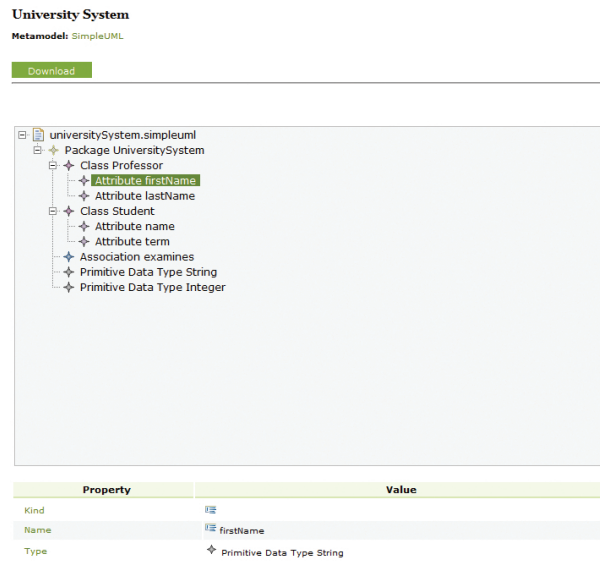 University System
Metamodel: SimpleUML
Download
universitySystem.simpleuml
Package UniversitySystem
Class Professor
Attribute firstName
Attribute lastName
Class Student
Attribute name
Attribute term
Association examines
Primitive Data Type String
Primitive Data Type Integer
Property Value
Kind
Name firstName
Type Primitive Data Type String